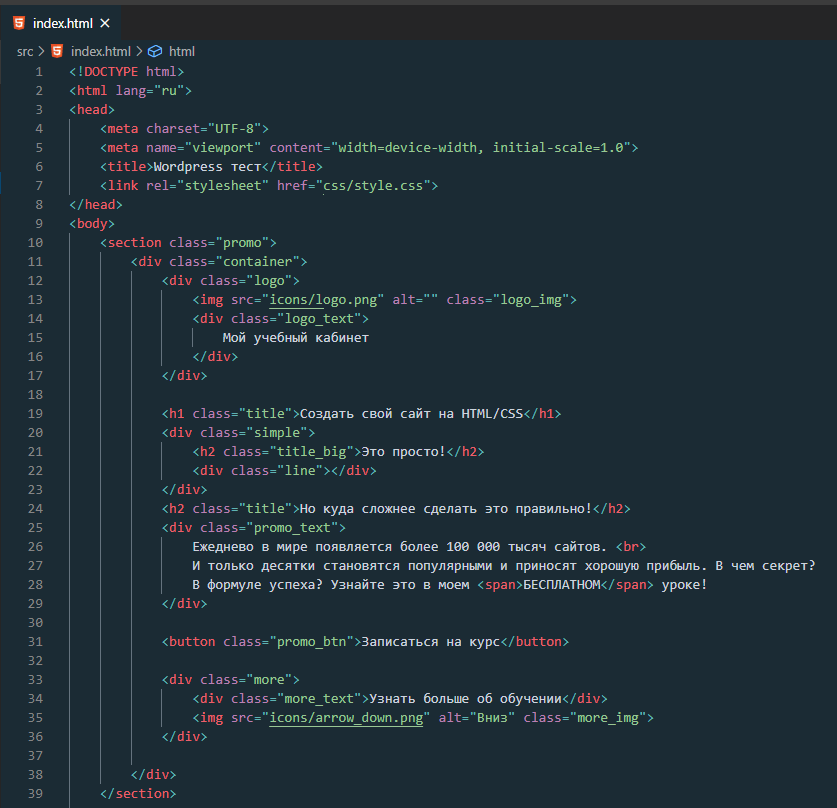 index.html ×
src > index.html > html
1 <!DOCTYPE html>
2 <html lang="ru">
3 <head>
4     <meta charset="UTF-8">
5     <meta name="viewport" content="width=device-width, initial-scale=1.0">
6     <title>Wordpress тест</title>
7     <link rel="stylesheet" href="css/style.css">
8 </head>
9 <body>
10     <section class="promo">
11         <div class="container">
12             <div class="logo">
13                 <img src="icons/logo.png" alt="" class="logo_img">
14                 <div class="logo_text">
15                     Мой учебный кабинет
16                 </div>
17             </div>
18
19             <h1 class="title">Создать свой сайт на HTML/CSS</h1>
20             <div class="simple">
21                 <h2 class="title_big">Это просто!</h2>
22                 <div class="line"></div>
23             </div>
24             <h2 class="title">Но куда сложнее сделать это правильно!</h2>
25             <div class="promo_text">
26                 Ежеднево в мире появляется более 100 000 тысяч сайтов. <br>
27                 И только десятки становятся популярными и приносят хорошую прибыль. В чем секрет?
28                 В формуле успеха? Узнайте это в моем <span>БЕСПЛАТНОМ</span> уроке!
29             </div>
30
31             <button class="promo_btn">Записаться на курс</button>
32
33             <div class="more">
34                 <div class="more_text">Узнать больше об обучении</div>
35                 <img src="icons/arrow_down.png" alt="Вниз" class="more_img">
36             </div>
37
38         </div>
39     </section>